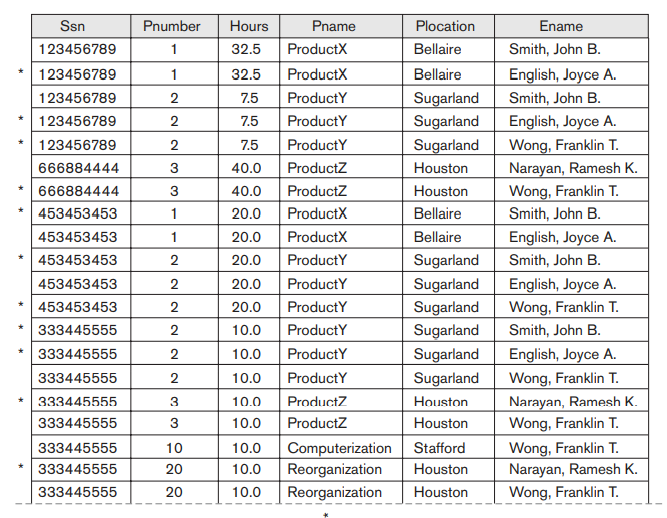 Ssn Pnumber Hours Pname Plocation Ename
123456789 1 32.5 ProductX Bellaire Smith, John B.
* 123456789 1 32.5 ProductX Bellaire English, Joyce A.
123456789 2 7.5 ProductY Sugarland Smith, John B.
* 123456789 2 7.5 ProductY Sugarland English, Joyce A.
* 123456789 2 7.5 ProductY Sugarland Wong, Franklin T.
666884444 3 40.0 ProductZ Houston Narayan, Ramesh K.
* 666884444 3 40.0 ProductZ Houston Wong, Franklin T.
* 453453453 1 20.0 ProductX Bellaire Smith, John B.
453453453 1 20.0 ProductX Bellaire English, Joyce A.
* 453453453 2 20.0 ProductY Sugarland Smith, John B.
453453453 2 20.0 ProductY Sugarland English, Joyce A.
* 453453453 2 20.0 ProductY Sugarland Wong, Franklin T.
* 333445555 2 10.0 ProductY Sugarland Smith, John B.
* 333445555 2 10.0 ProductY Sugarland English, Joyce A.
333445555 2 10.0 ProductY Sugarland Wong, Franklin T.
* 333445555 3 10.0 ProductZ Houston Narayan, Ramesh K.
333445555 3 10.0 ProductZ Houston Wong, Franklin T.
333445555 10 10.0 Computerization Stafford Wong, Franklin T.
* 333445555 20 10.0 Reorganization Houston Narayan, Ramesh K.
333445555 20 10.0 Reorganization Houston Wong, Franklin T.
*